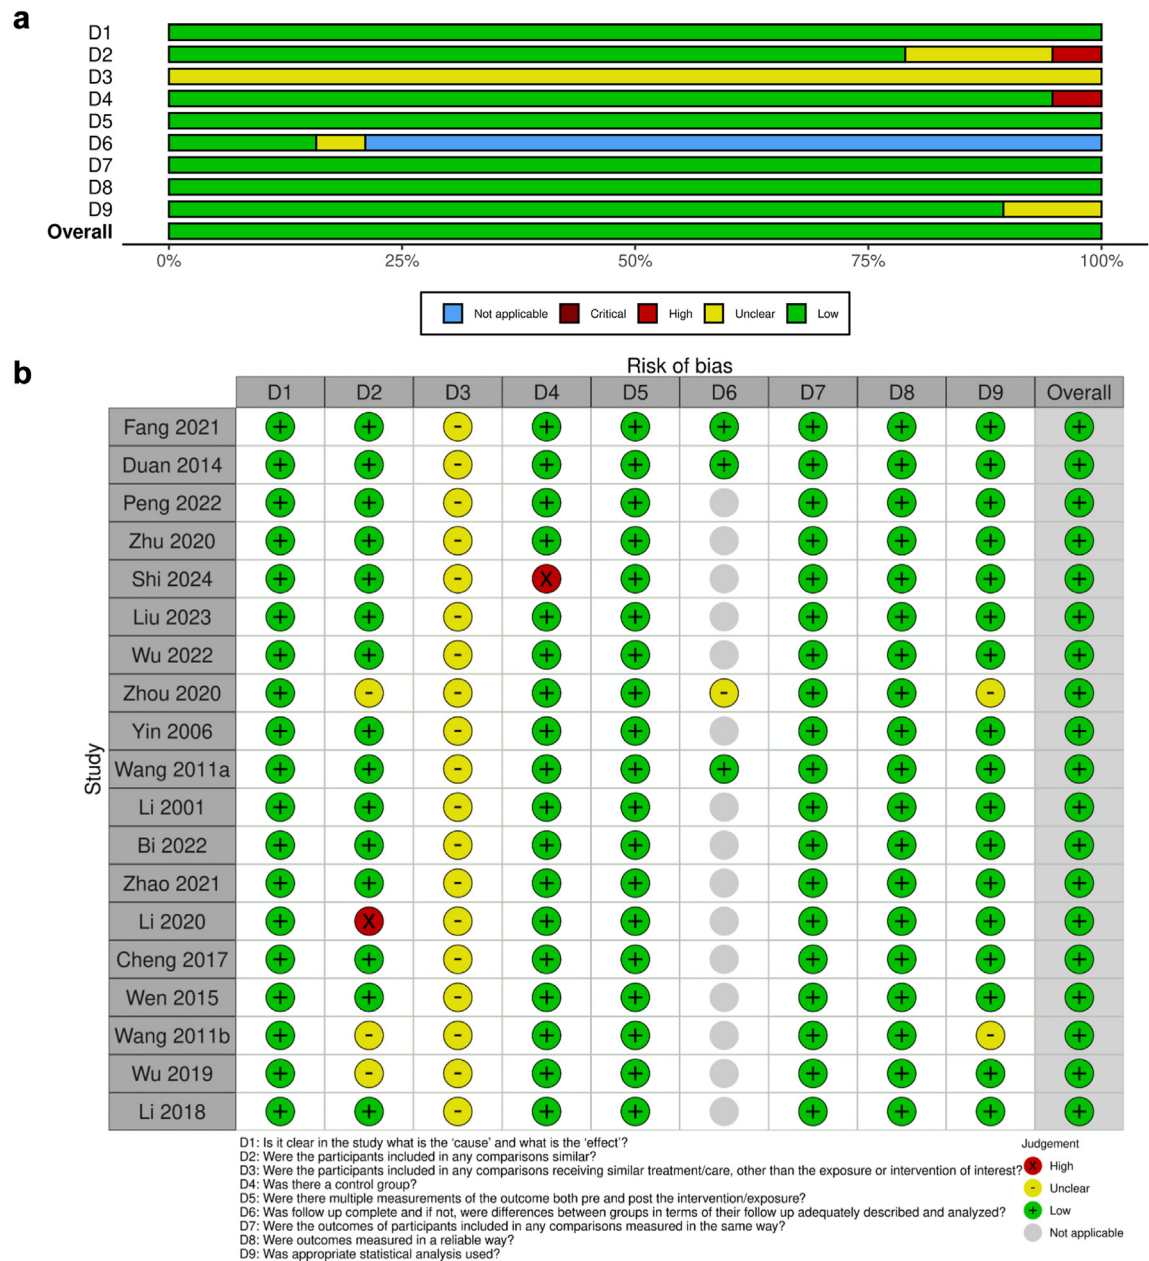 a
D1
D2
D3
D4
D5
D6
D7
D8
D9
Overall
0% 25% 50% 75% 100%
Not applicable Critical High Unclear Low
b
Risk of bias
D1 D2 D3 D4 D5 D6 D7 D8 D9 Overall
Study
Fang 2021 + + - + + + + + + +
Duan 2014 + + - + + + + + + +
Peng 2022 + + - + + + + + +
Zhu 2020 + + - + + + + + +
Shi 2024 + + - X + + + + +
Liu 2023 + + - + + + + + +
Wu 2022 + + - + + + + + +
Zhou 2020 + - - + + - + + - +
Yin 2006 + + - + + + + + +
Wang 2011a + + - + + + + + + +
Li 2001 + + - + + + + + +
Bi 2022 + + - + + + + + +
Zhao 2021 + + - + + + + + +
Li 2020 + X - + + + + + +
Cheng 2017 + + - + + + + + +
Wen 2015 + + - + + + + + +
Wang 2011b + - - + + + + - +
Wu 2019 + - - + + + + + +
Li 2018 + + - + + + + + +
D1: Is it clear in the study what is the 'cause' and what is the 'effect'?
D2: Were the participants included in any comparisons similar?
D3: Were the participants included in any comparisons receiving similar treatment/care, other than the exposure or intervention of interest?
D4: Was there a control group?
D5: Were there multiple measurements of the outcome both pre and post the intervention/exposure?
D6: Was follow up complete and if not, were differences between groups in terms of their follow up adequately described and analyzed?
D7: Were the outcomes of participants included in any comparisons measured in the same way?
D8: Were outcomes measured in a reliable way?
D9: Was appropriate statistical analysis used?
Judgement
X High
- Unclear
+ Low
Not applicable